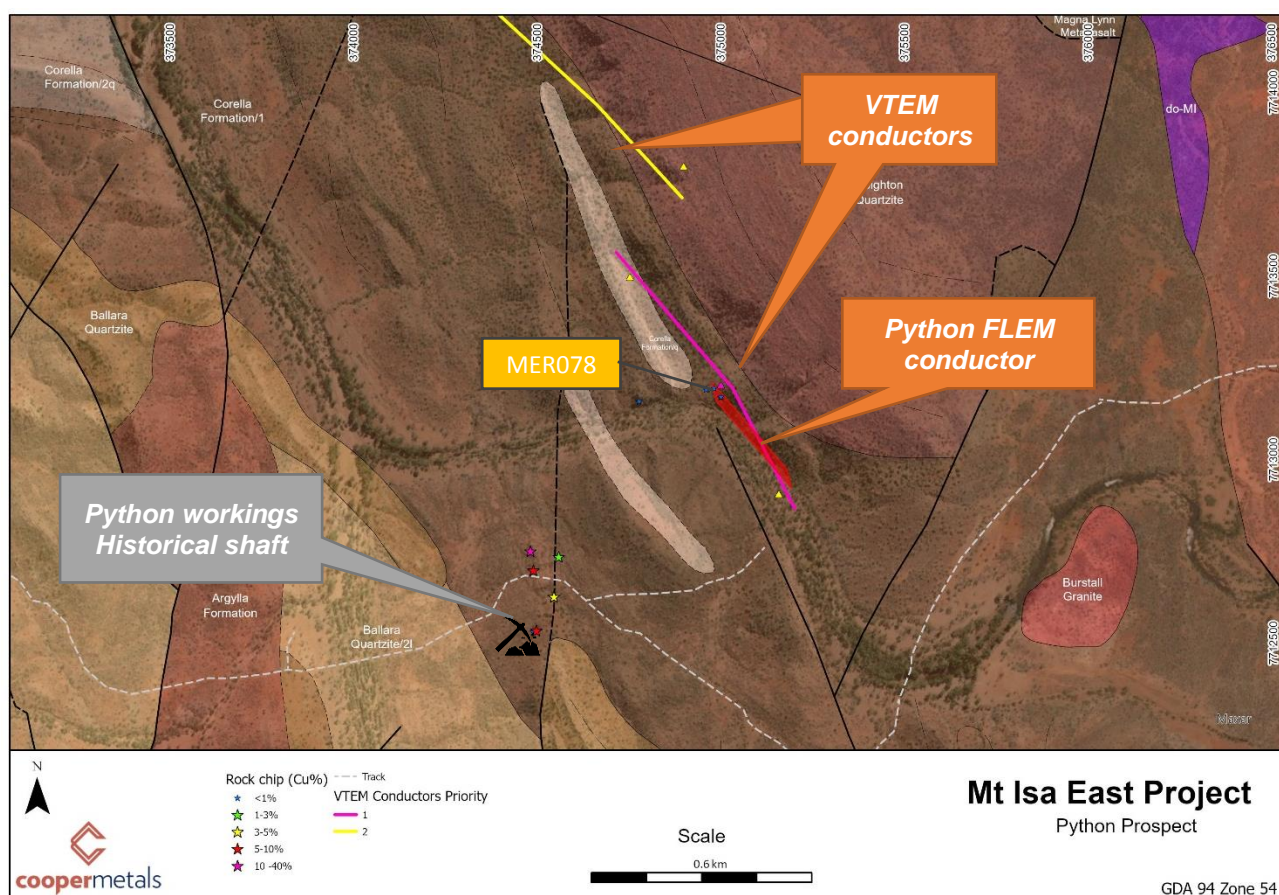 373500
374000
374500
375000
375500
376000
376500
Magna Lynn
Metabasalt
Corella
Formation/2q
Corella
Formation/1
VTEM
conductors
do-MI
7714000
ighton
Quartzite
7713500
Ballara
Quartzite
Python FLEM
conductor
MER078
7713000
Python workings
Historical shaft
Argylla
Formation
Ballara
Quartzite/2l
Burstall
Granite
7712500
Maxar
N
Rock chip (Cu%)
<1%
1-3%
3-5%
5-10%
10 -40%
Track
VTEM Conductors Priority
1
2
Scale
0.6 km
Mt Isa East Project
Python Prospect
coopermetals
GDA 94 Zone 54